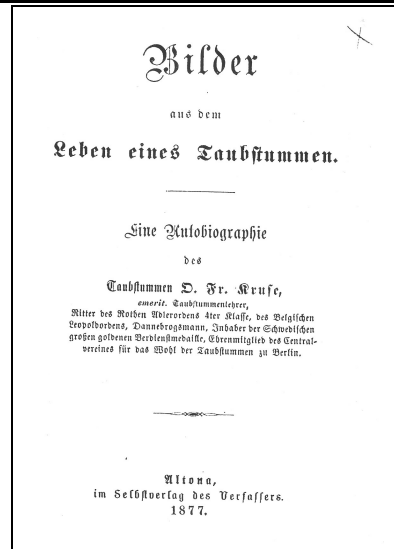 Bilder
aus dem
Leben eines Taubstummen.
Eine Autobiographie
des
Taubstummen O. Fr. Kruse,
emerit. Taubstummenlehrer,
Ritter des Rothen Adlerordens 4ter Klasse, des Belgischen
Leopoldordens, Dannebrogsmann, Inhaber der Schwedischen
großen goldenen Verdienstmedaille, Ehrenmitglied des Central-
vereines für das Wohl der Taubstummen zu Berlin.
Altona,
im Selbstverlag des Verfassers.
1877.